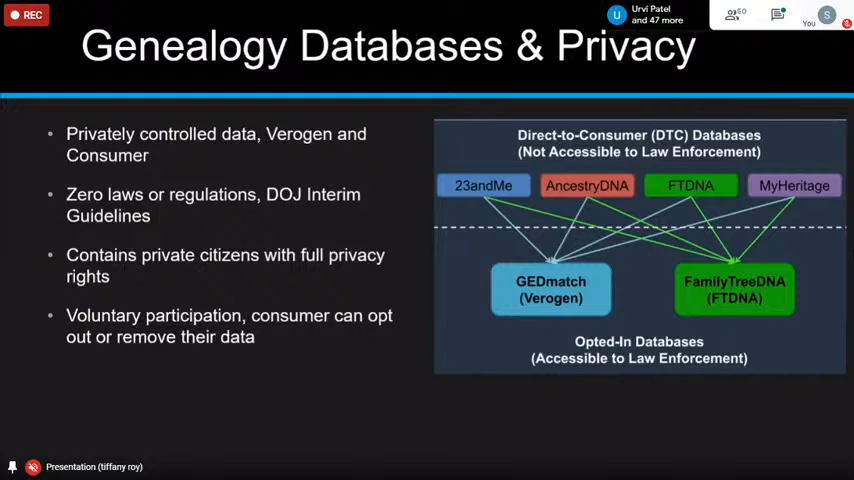 REC
Urvi Patel
and 47 more
60
You
S
U
Genealogy Databases & Privacy
• Privately controlled data, Verogen and
Consumer
• Zero laws or regulations, DOJ Interim
Guidelines
• Contains private citizens with full privacy
rights
• Voluntary participation, consumer can opt
out or remove their data
Direct-to-Consumer (DTC) Databases
(Not Accessible to Law Enforcement)
23andMe
AncestryDNA
FTDNA
MyHeritage
GEDmatch
(Verogen)
FamilyTreeDNA
(FTDNA)
Opted-In Databases
(Accessible to Law Enforcement)
Presentation (tiffany roy)